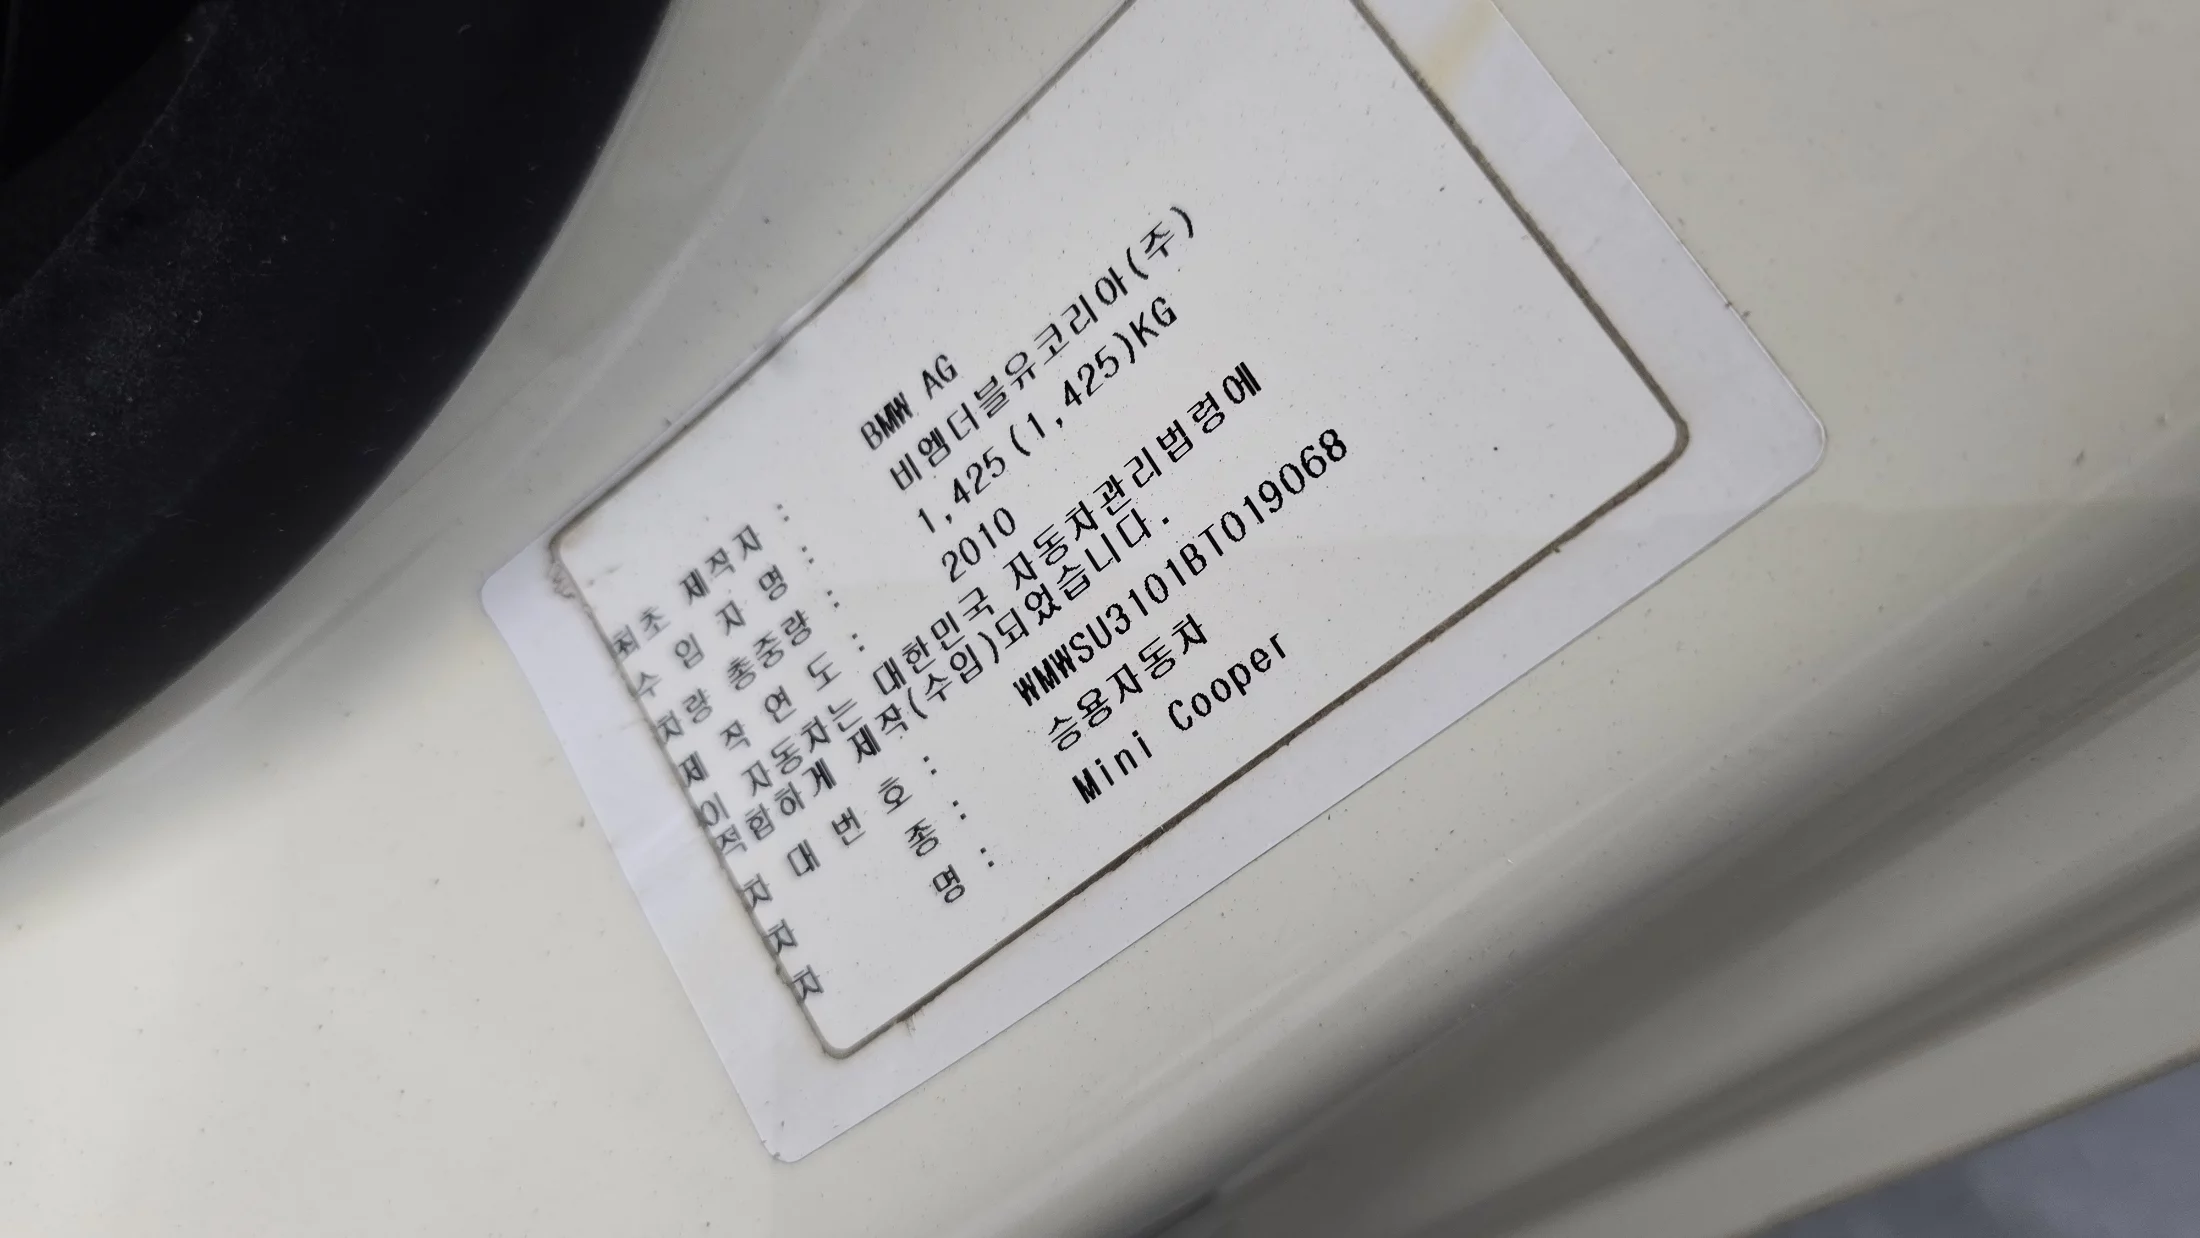 최초 제작자 : BMW AG
수 입 자 명 : 비엠더블유코리아(주)
차량 총중량 : 1,425(1,425)KG
제 작 연 도 : 2010
이 자동차는 대한민국 자동차관리법령에
적합하게 제작(수입)되었습니다.
차 대 번 호 : WMWSU3101BT019068
차 종 : 승용자동차
차 명 : Mini Cooper